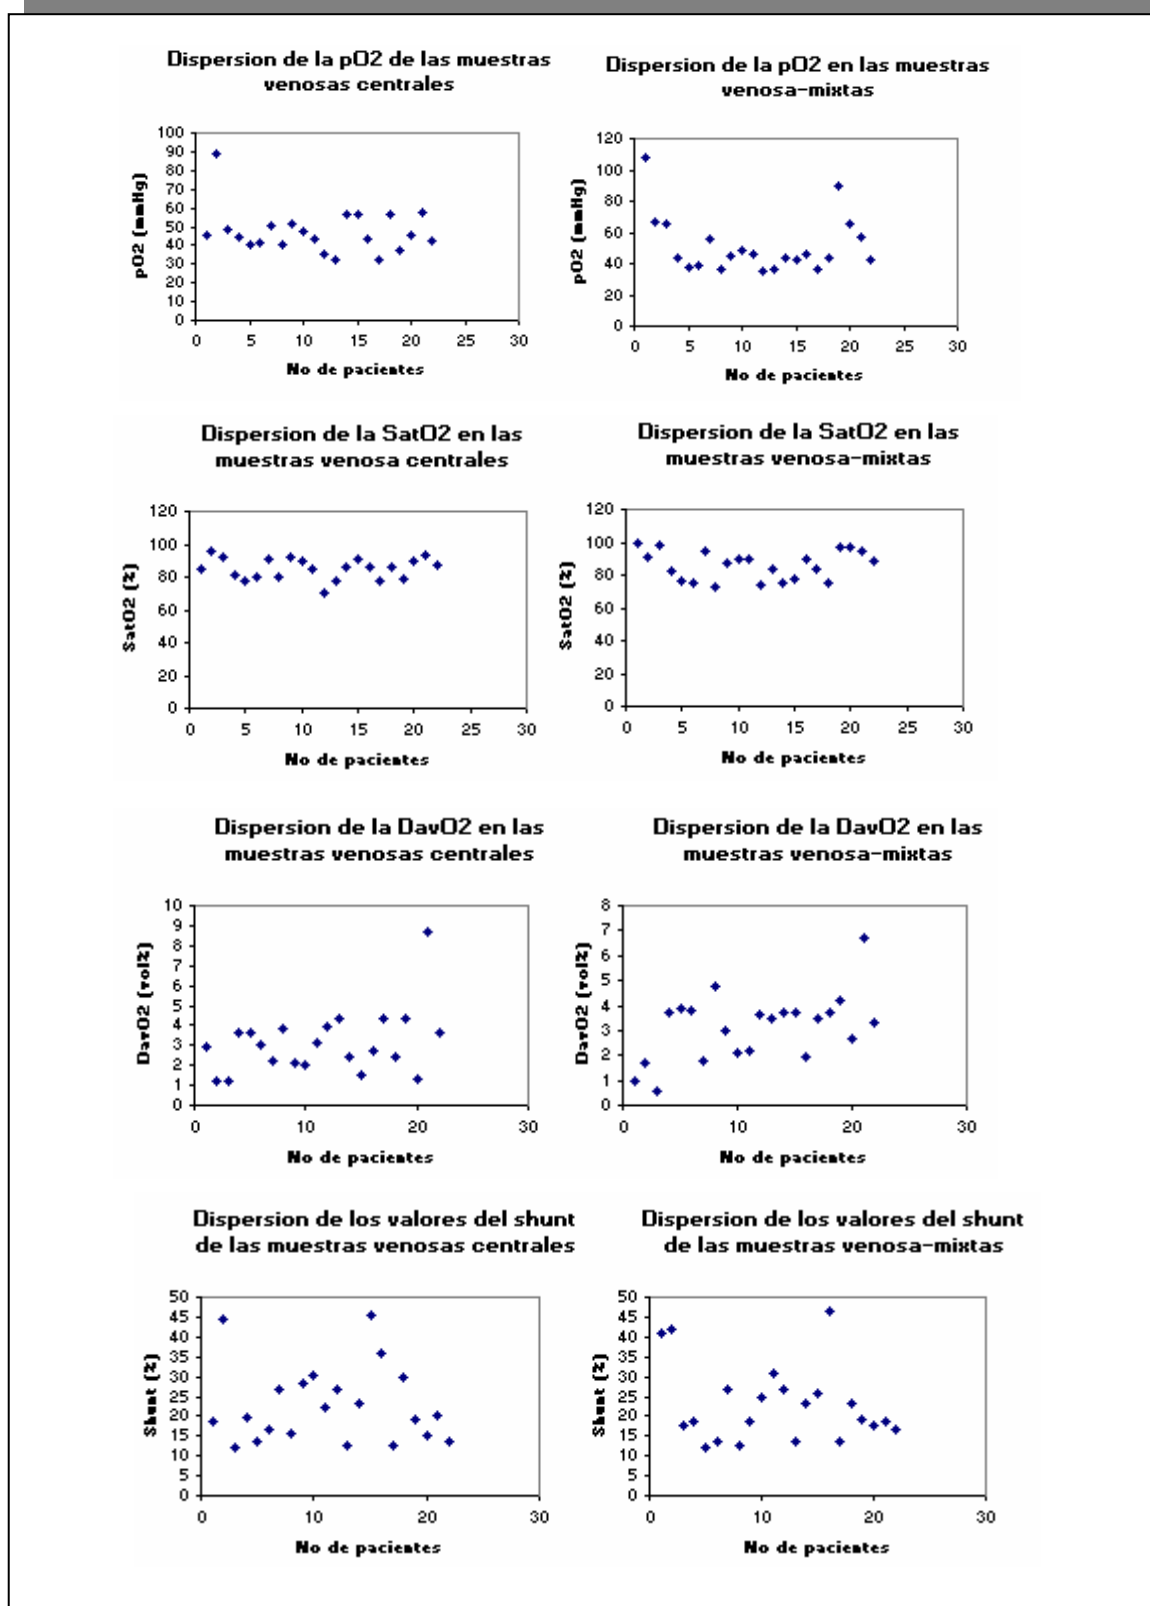 Dispersion de la pO2 de las muestras
venosas centrales
100
90
80
70
60
50
40
30
20
10
0
pO2 (mmHg)
0 5 10 15 20 25 30
No de pacientes
Dispersion de la pO2 en las muestras
venosa-mixtas
120
100
80
60
40
20
0
pO2 (mmHg)
0 5 10 15 20 25 30
No de pacientes
Dispersion de la SatO2 en las
muestras venosa centrales
120
100
80
60
40
20
0
SatO2 (%)
0 5 10 15 20 25 30
No de pacientes
Dispersion de la SatO2 en las
muestras venosa-mixtas
120
100
80
60
40
20
0
SatO2 (%)
0 5 10 15 20 25 30
No de pacientes
Dispersion de la DavO2 en las
muestras venosas centrales
10
9
8
7
6
5
4
3
2
1
0
DavO2 (vol%)
0 10 20 30
No de pacientes
Dispersion de la DavO2 en las
muestras venosa-mixtas
8
7
6
5
4
3
2
1
0
DavO2 (vol%)
0 10 20 30
No de pacientes
Dispersion de los valores del shunt
de las muestras venosas centrales
50
45
40
35
30
25
20
15
10
5
0
Shunt (%)
0 10 20 30
No de pacientes
Dispersion de los valores del shunt
de las muestras venosa-mixtas
50
45
40
35
30
25
20
15
10
5
0
Shunt (%)
0 10 20 30
No de pacientes